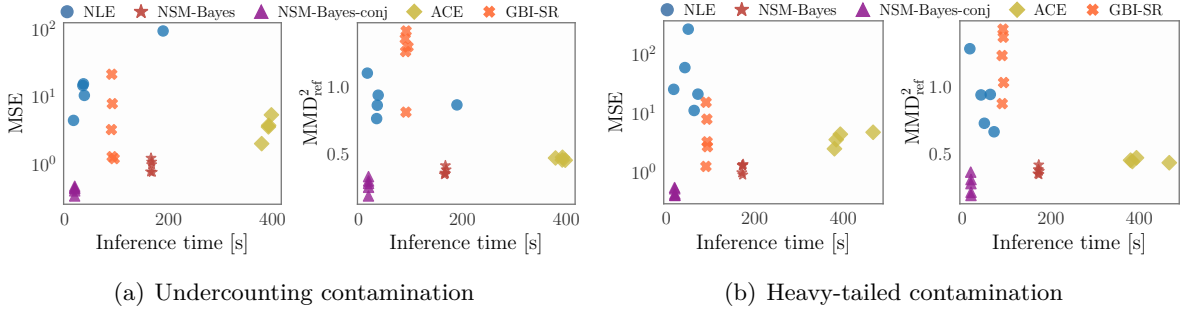 NLE NSM-Bayes NSM-Bayes-conj ACE GBI-SR
MSE
10²
10¹
10⁰
0 200 400
Inference time [s]
MMD²ref
1.0
0.5
0 200 400
Inference time [s]
(a) Undercounting contamination
NLE NSM-Bayes NSM-Bayes-conj ACE GBI-SR
MSE
10²
10¹
10⁰
0 200 400
Inference time [s]
MMD²ref
1.0
0.5
0 200 400
Inference time [s]
(b) Heavy-tailed contamination